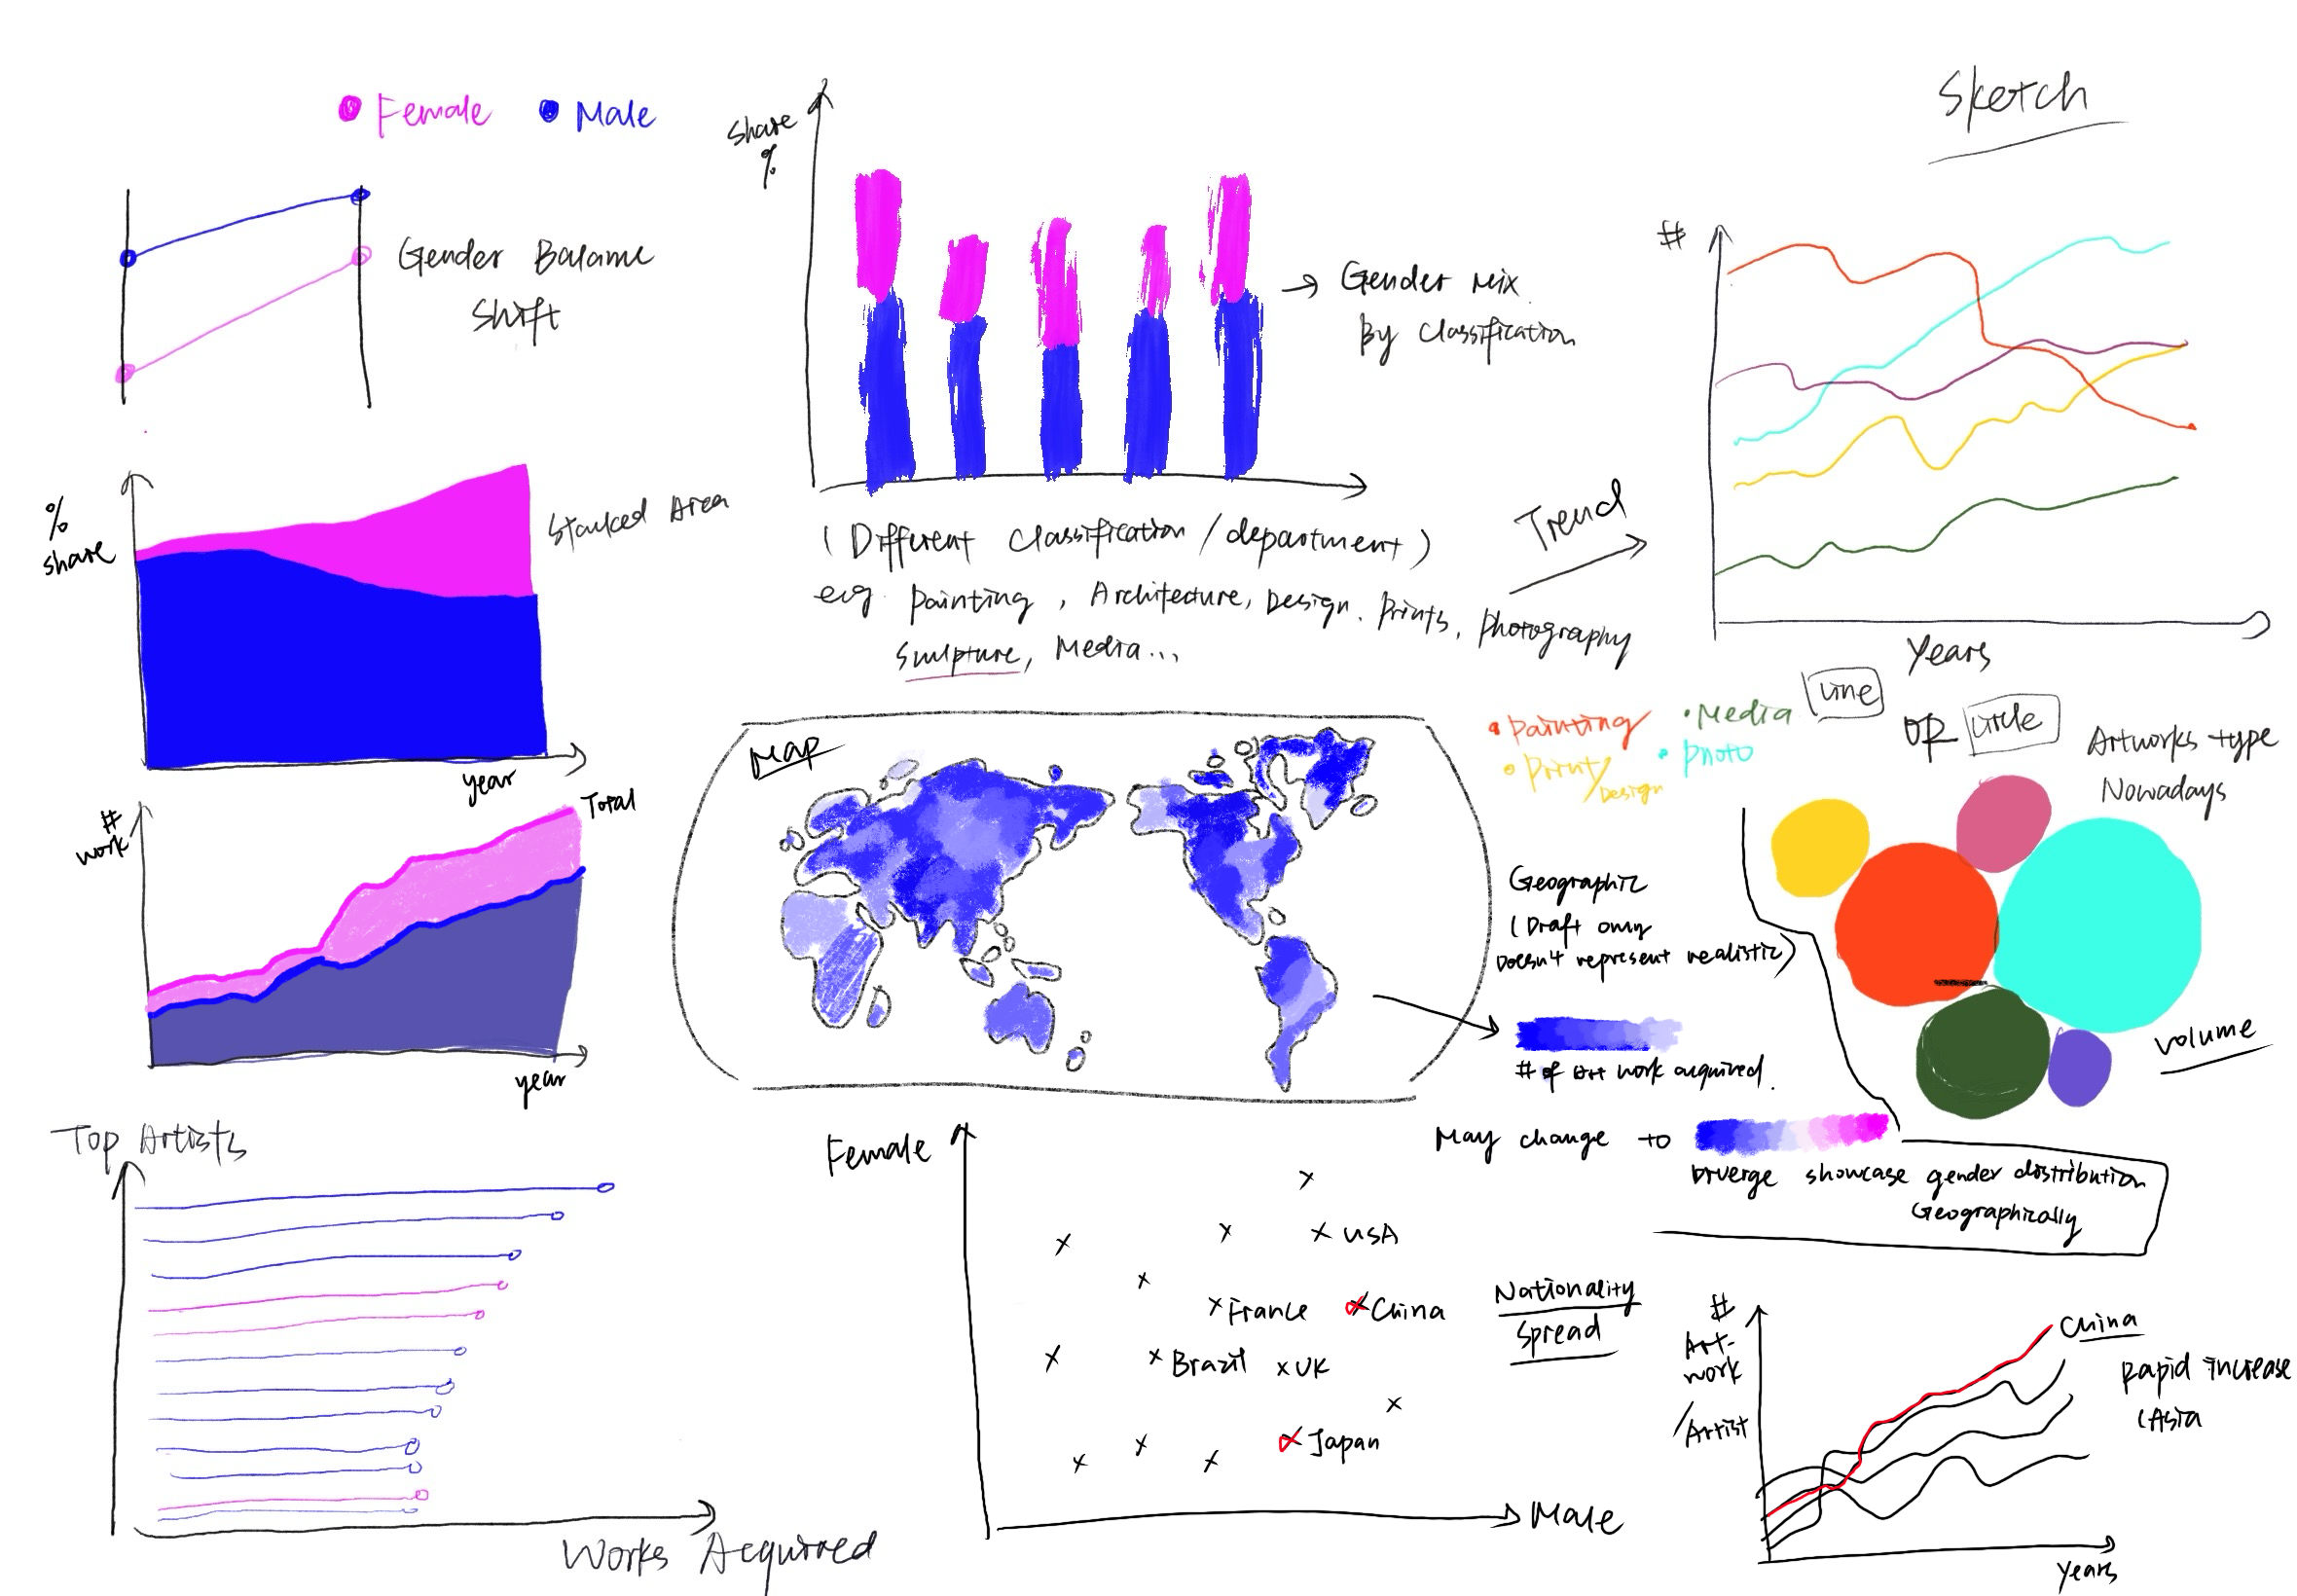 Sketch
Female
Male
Gender Balance
Shift
Share
%
Gender Mix
By Classification
(Different Classification/department)
e.g. Painting, Architecture, Design. Prints, Photography
Sculpture, Media...
Trend
#
Years
Line
OR
Circle
Painting
Media
Print/
Design
Photo
Artworks type
Nowadays
Volume
%
share
Stacked Area
year
#
work
Total
year
Map
Geographic
(Draft only
Doesn't represent realistic)
# of art work acquired.
May change to
Diverge showcase gender distribution
Geographically
Top Artists
Works Acquired
Female
USA
France
China
Brazil
UK
Japan
Male
Nationality
Spread
#
Art-
work
/Artist
China
Rapid increase
(Asia
Years